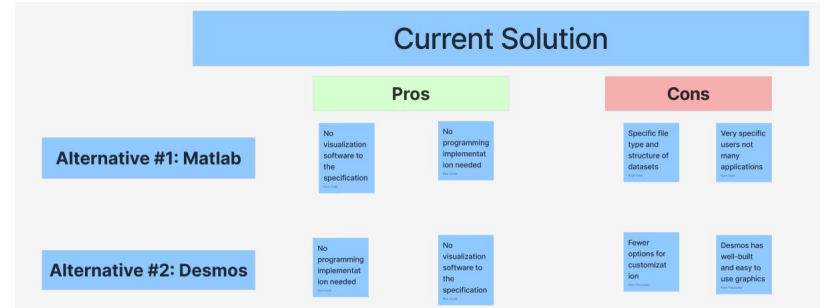 Current Solution
Pros
Cons
Alternative #1: Matlab
No
visualization
software to
the
specification
No
programming
implementat
ion needed
Specific file
type and
structure of
datasets
Very specific
users not
many
applications
Alternative #2: Desmos
No
programming
implementat
ion needed
No
visualization
software to
the
specification
Fewer
options for
customizat
ion
Desmos has
well-built
and easy to
use graphics